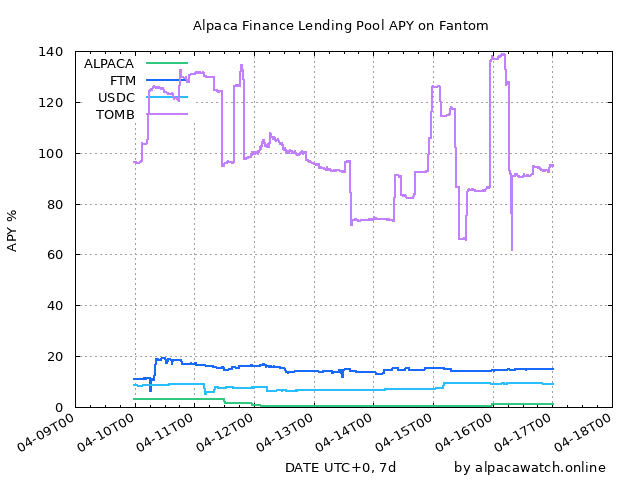 Alpaca Finance Lending Pool APY on Fantom
APY %
140
120
100
80
60
40
20
0
ALPACA
FTM
USDC
TOMB
04-09T00
04-10T00
04-11T00
04-12T00
04-13T00
04-14T00
04-15T00
04-16T00
04-17T00
04-18T00
DATE UTC+0, 7d
by alpacawatch.online